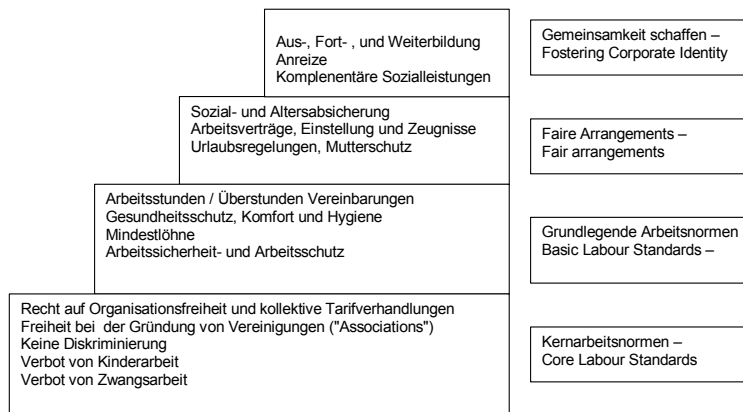 Aus-, Fort- , und Weiterbildung
Anreize
Komplenentäre Sozialleistungen
Gemeinsamkeit schaffen –
Fostering Corporate Identity
Sozial- und Altersabsicherung
Arbeitsverträge, Einstellung und Zeugnisse
Urlaubsregelungen, Mutterschutz
Faire Arrangements –
Fair arrangements
Arbeitsstunden / Überstunden Vereinbarungen
Gesundheitsschutz, Komfort und Hygiene
Mindestlöhne
Arbeitssicherheit- und Arbeitsschutz
Grundlegende Arbeitsnormen
Basic Labour Standards –
Recht auf Organisationsfreiheit und kollektive Tarifverhandlungen
Freiheit bei der Gründung von Vereinigungen ("Associations")
Keine Diskriminierung
Verbot von Kinderarbeit
Verbot von Zwangsarbeit
Kernarbeitsnormen –
Core Labour Standards